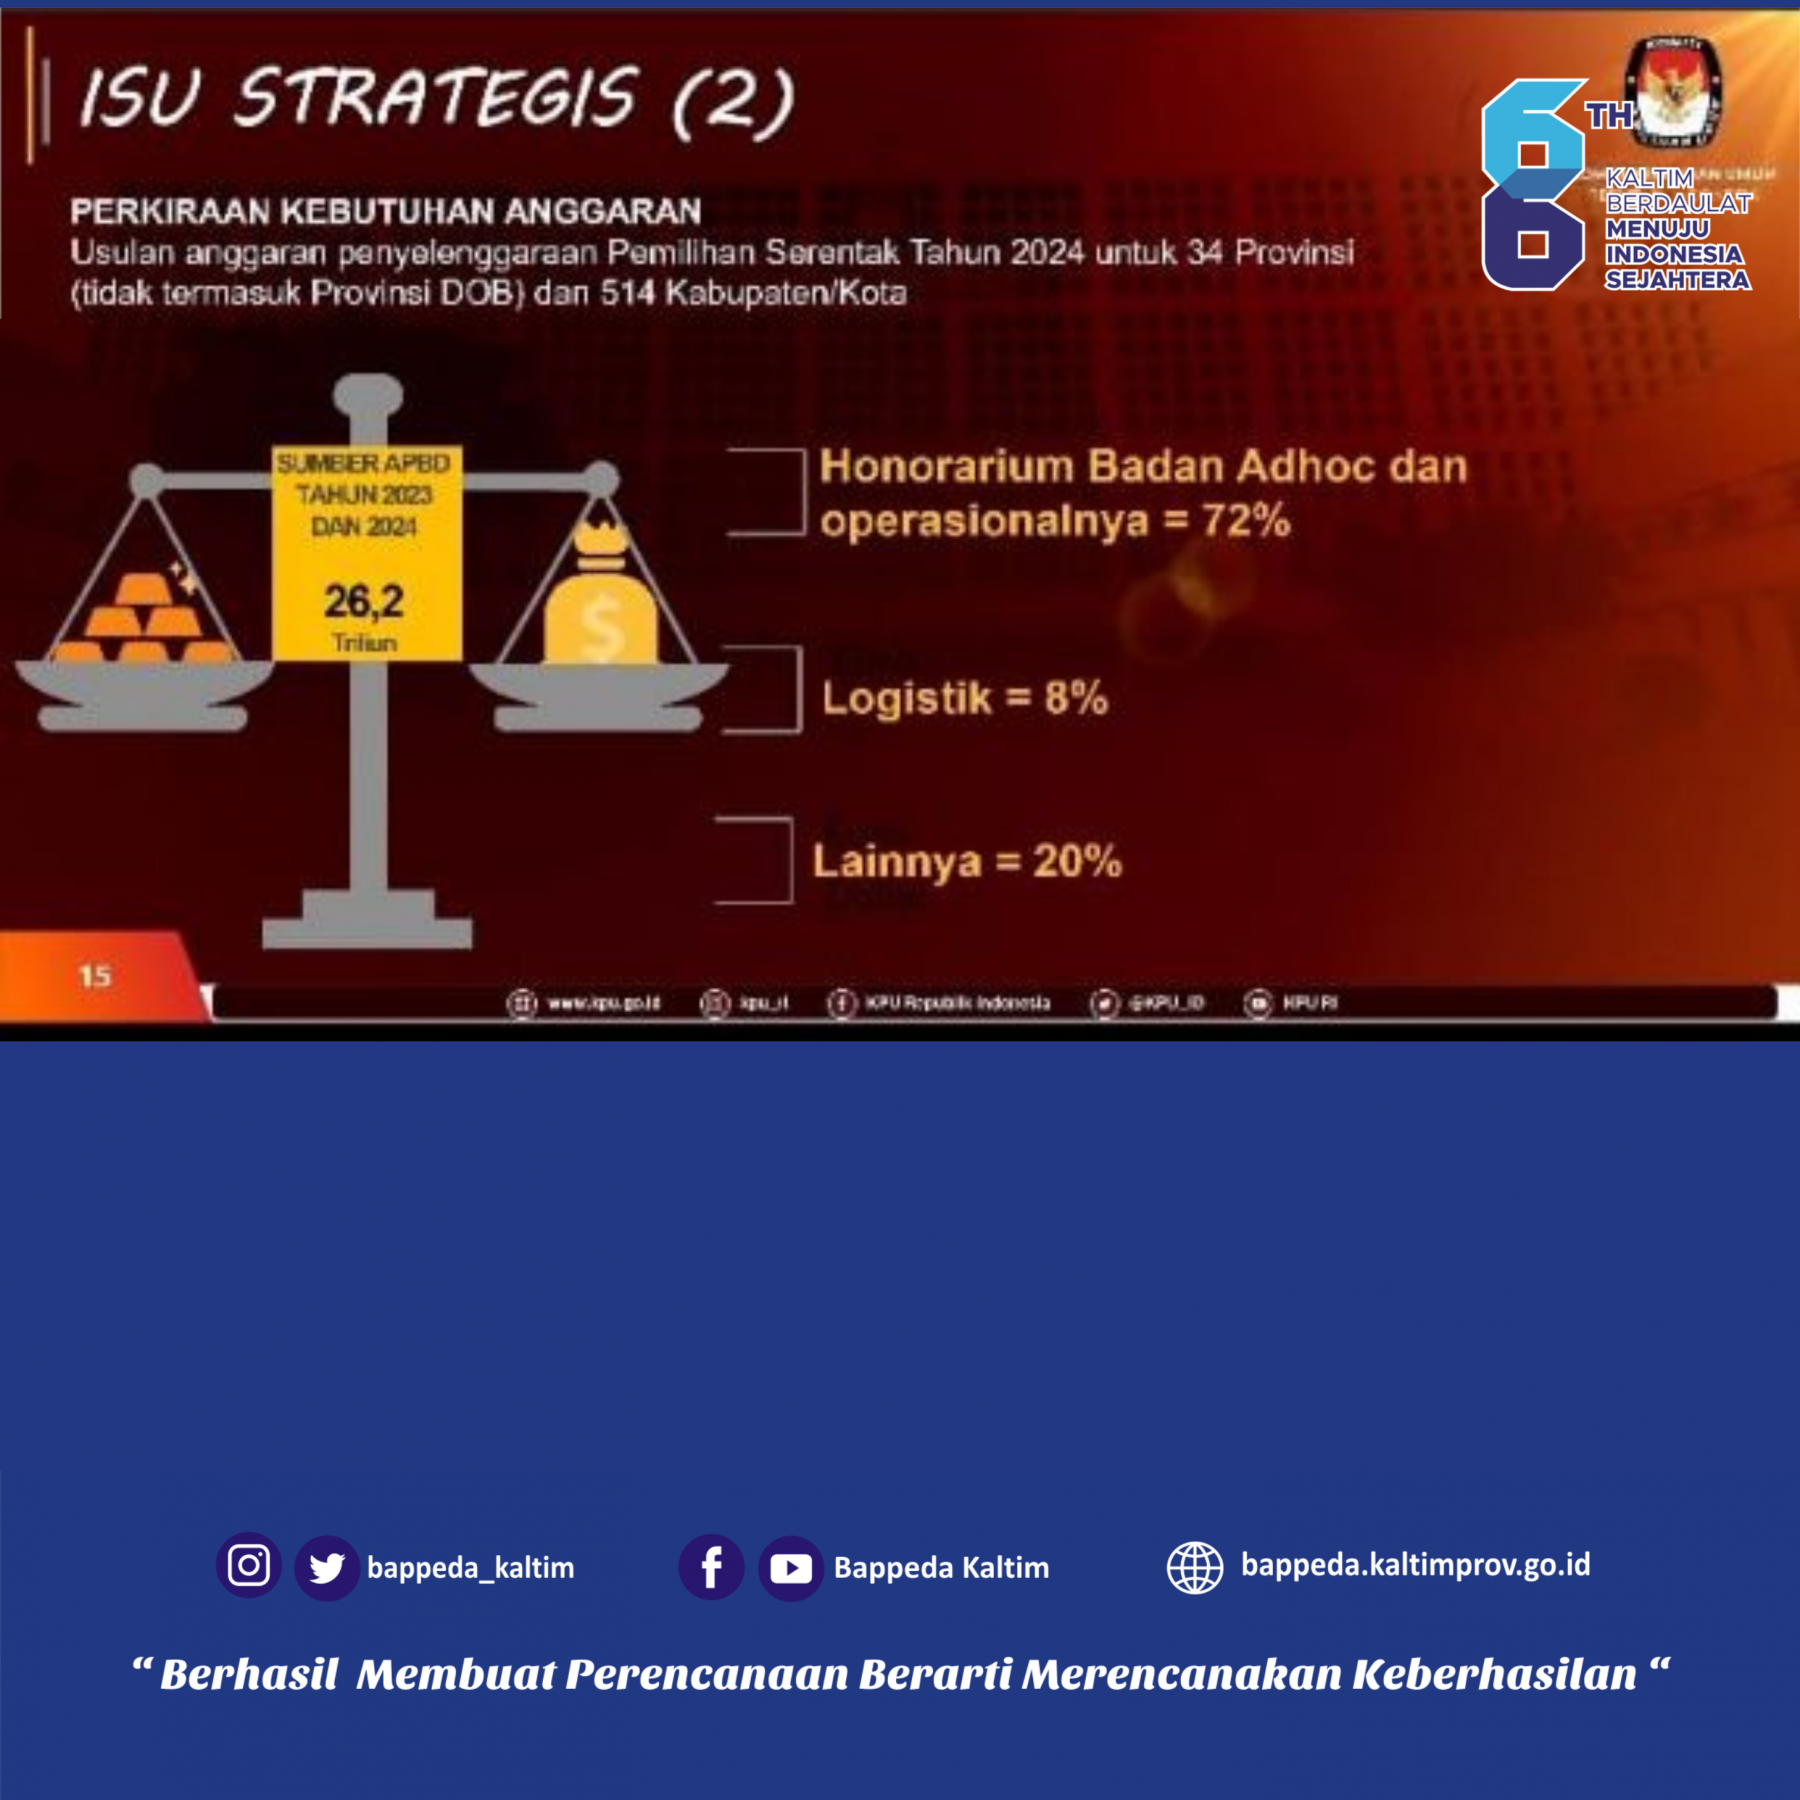 ISU STRATEGIS (2)
PERKIRAAN KEBUTUHAN ANGGARAN
Usulan anggaran penyelenggaraan Pemilihan Serentak Tahun 2024 untuk 34 Provinsi
(tidak termasuk Provinsi DOB) dan 514 Kabupaten/Kota
66 TH
KALTIM
BERDAULAT
MENUJU
INDONESIA
SEJAHTERA
SUMBER APBD
TAHUN 2023
DAN 2024
26,2
Triliun
$
Honorarium Badan Adhoc dan
operasionalnya = 72%
Logistik = 8%
Lainnya = 20%
15
www.kpu.go.id kpu_ri KPU Republik Indonesia @KPU_ID KPU RI
bappeda_kaltim Bappeda Kaltim bappeda.kaltimprov.go.id
“ Berhasil Membuat Perencanaan Berarti Merencanakan Keberhasilan “